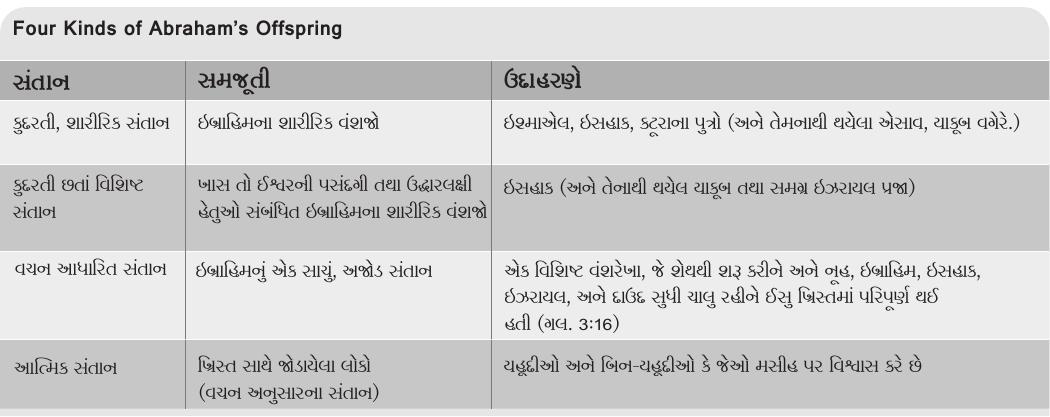 Four Kinds of Abraham's Offspring
સંતાન સમજૂતી ઉદાહરણો
કુદરતી, શારીરિક સંતાન ઇબ્રાહિમના શારીરિક વંશજો ઇશ્માએલ, ઇસહાક, કટૂરાના પુત્રો (અને તેમનાથી થયેલા એસાવ, યાકૂબ વગેરે.)
કુદરતી છતાં વિશિષ્ટ
સંતાન
ખાસ તો ઈશ્વરની પસંદગી તથા ઉદ્ધારલક્ષી
હેતુઓ સંબંધિત ઇબ્રાહિમના શારીરિક વંશજો
ઇસહાક (અને તેનાથી થયેલ યાકૂબ તથા સમગ્ર ઇઝરાયલ પ્રજા)
વચન આધારિત સંતાન
ઇબ્રાહિમનું એક સાચું, અજોડ સંતાન
એક વિશિષ્ટ વંશરેખા, જે શેથથી શરૂ કરીને અને નૂહ, ઇબ્રાહિમ, ઇસહાક,
ઇઝરાયલ, અને દાઉદ સુધી ચાલુ રહીને ઈસુ ખ્રિસ્તમાં પરિપૂર્ણ થઈ
હતી (ગલ. 3:16)
આત્મિક સંતાન
ખ્રિસ્ત સાથે જોડાયેલા લોકો
(વચન અનુસારના સંતાન)
યહૂદીઓ અને બિન-યહૂદીઓ કે જેઓ મસીહ પર વિશ્વાસ કરે છે